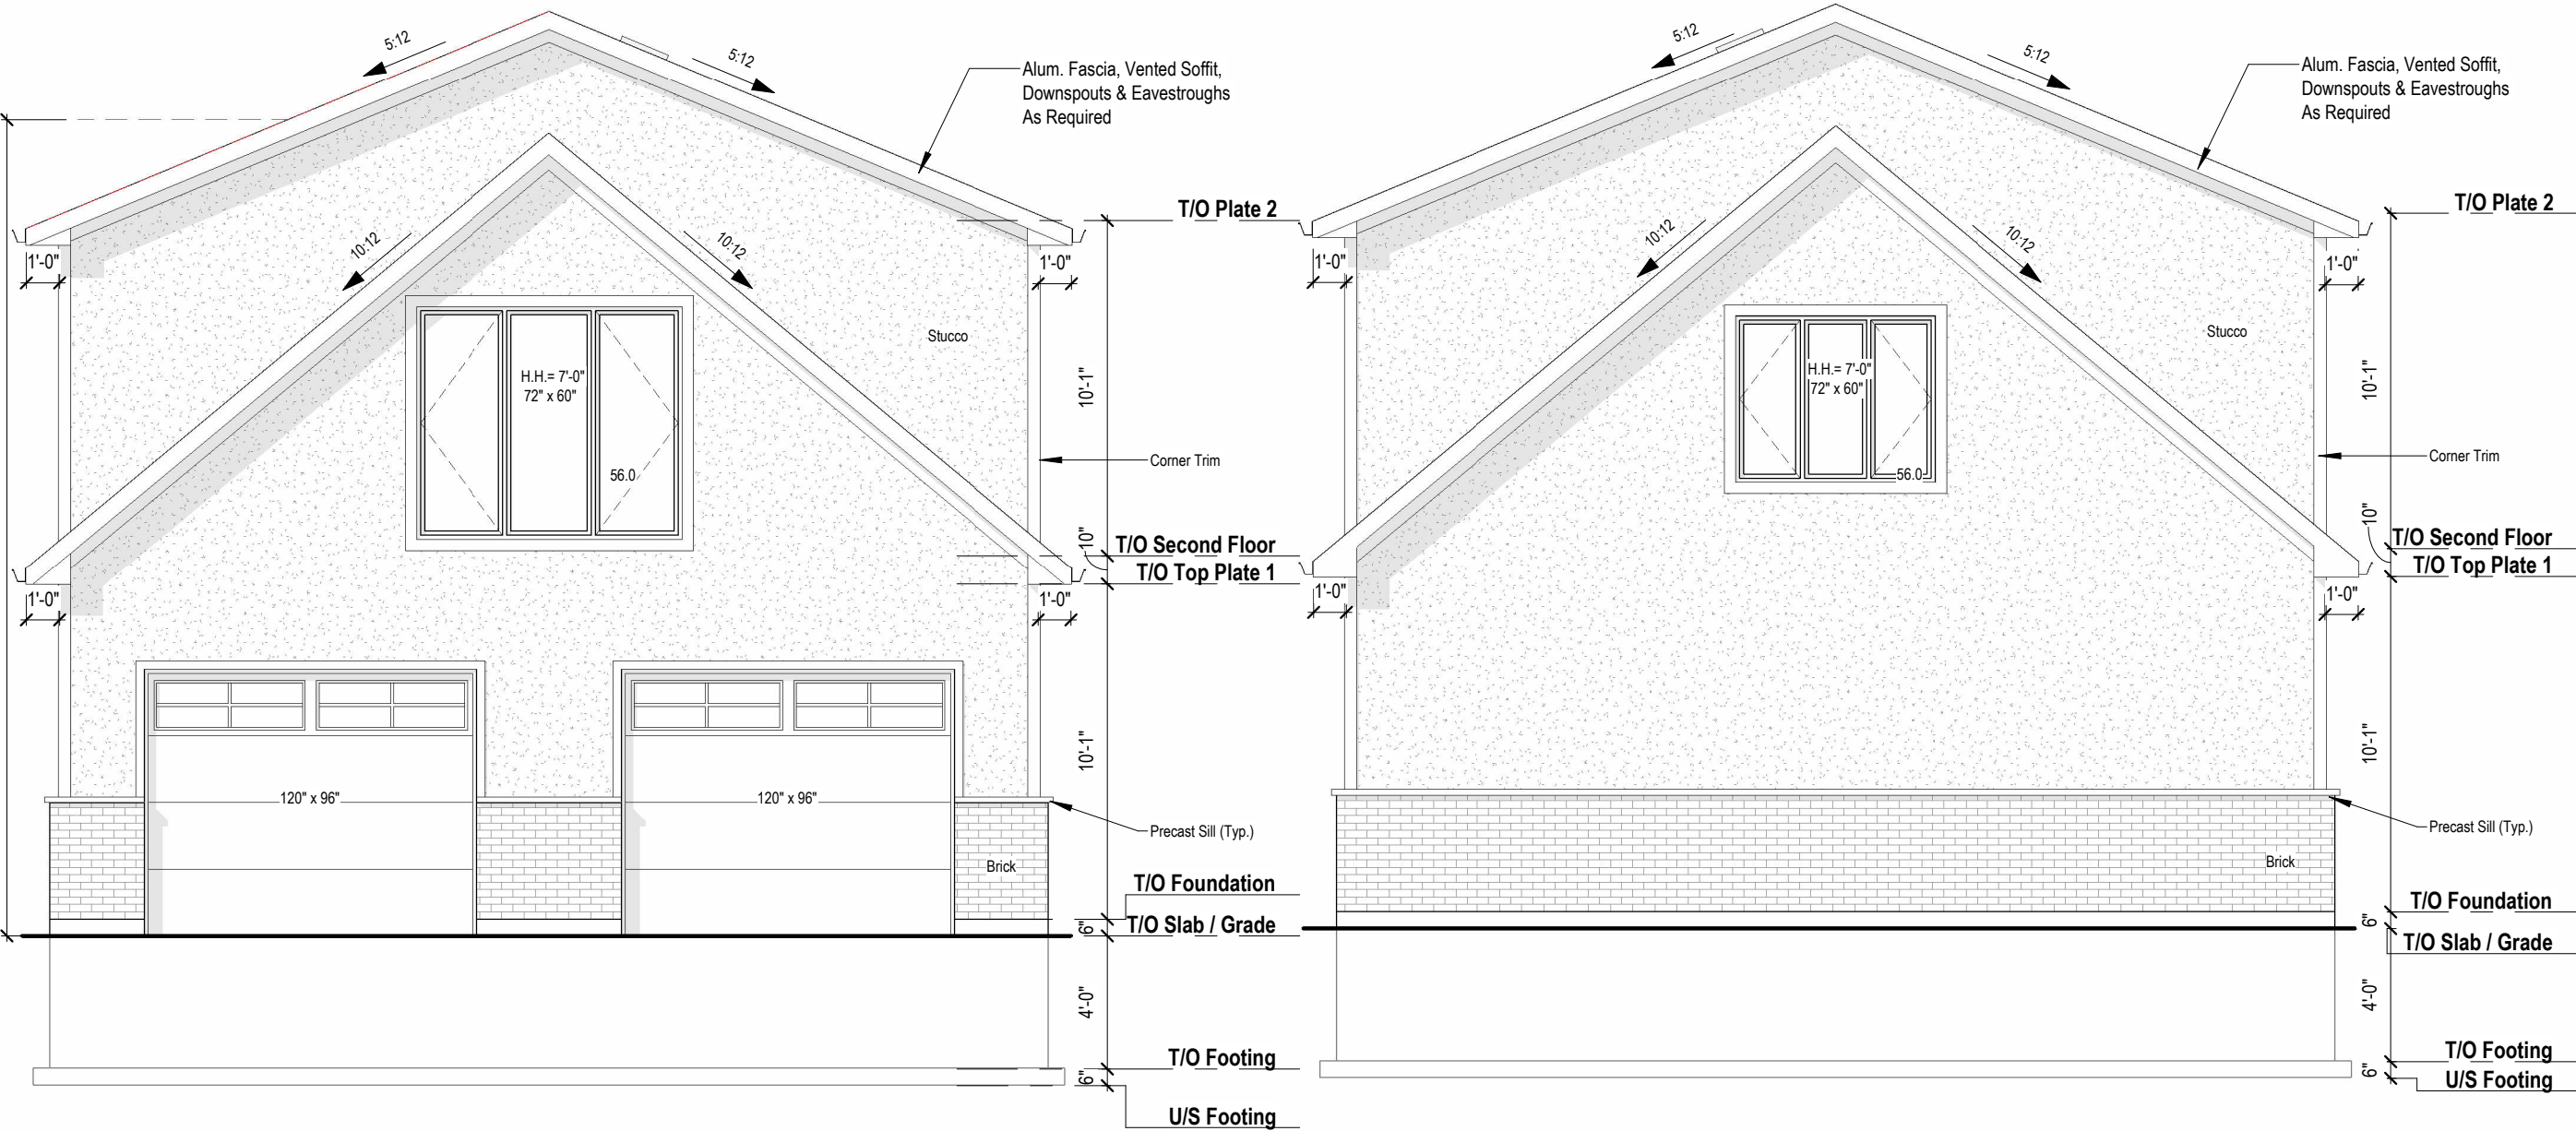 5:12
5:12
Alum. Fascia, Vented Soffit,
Downspouts & Eavestroughs
As Required
T/O Plate 2
10:12
10:12
1'-0"
1'-0"
Stucco
H.H.= 7'-0"
72" x 60"
10'-1"
56.0
Corner Trim
10"
T/O Second Floor
T/O Top Plate 1
1'-0"
1'-0"
10'-1"
120" x 96"
120" x 96"
Precast Sill (Typ.)
Brick
T/O Foundation
6"
T/O Slab / Grade
4'-0"
T/O Footing
6"
U/S Footing
5:12
5:12
Alum. Fascia, Vented Soffit,
Downspouts & Eavestroughs
As Required
T/O Plate 2
10:12
10:12
1'-0"
1'-0"
Stucco
H.H.= 7'-0"
72" x 60"
10'-1"
56.0
Corner Trim
10"
T/O Second Floor
T/O Top Plate 1
1'-0"
1'-0"
10'-1"
Precast Sill (Typ.)
Brick
T/O Foundation
6"
T/O Slab / Grade
4'-0"
T/O Footing
6"
U/S Footing